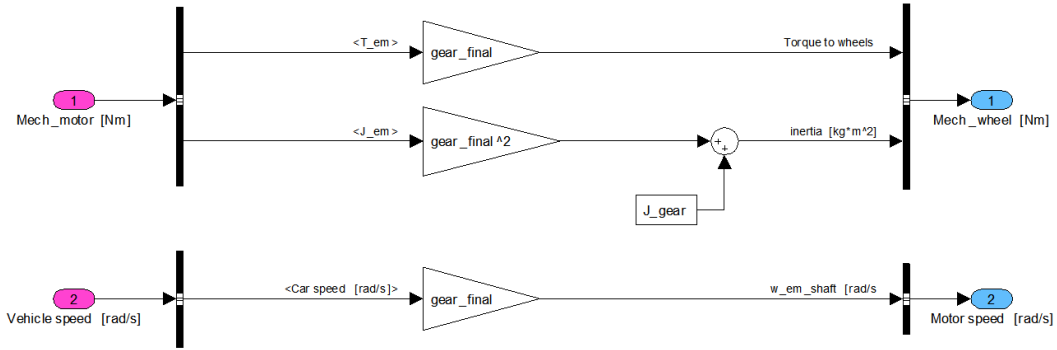 <T_em>
gear_final
Torque to wheels
1
Mech_motor [Nm]
1
Mech_wheel [Nm]
<J_em>
gear_final ^2
+
+
inertia [kg*m^2]
J_gear
2
Vehicle speed [rad/s]
<Car speed [rad/s]>
gear_final
w_em_shaft [rad/s
2
Motor speed [rad/s]